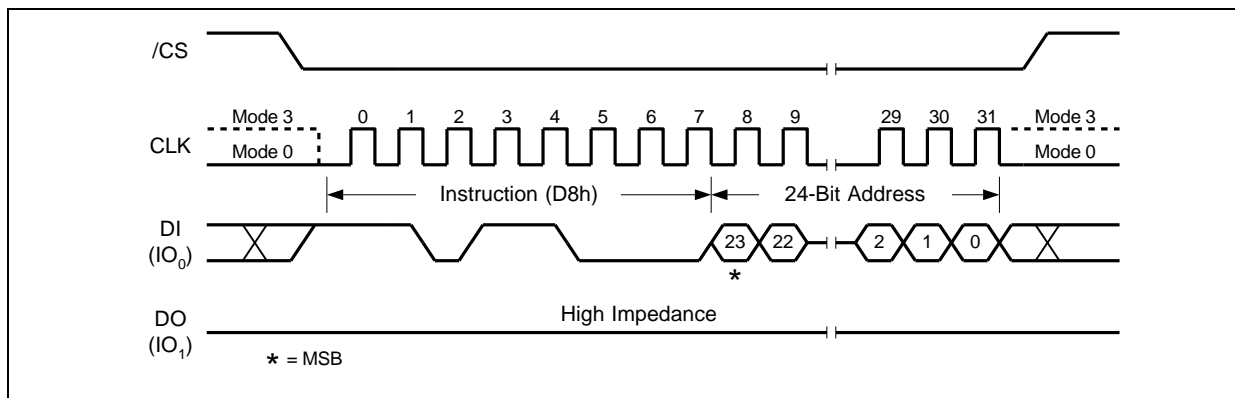 /CS
Mode 3 0 1 2 3 4 5 6 7 8 9 29 30 31 Mode 3
CLK
Mode 0 Mode 0
Instruction (D8h) 24-Bit Address
DI
(IO0)
23 22 2 1 0
*
High Impedance
DO
(IO1)
* = MSB